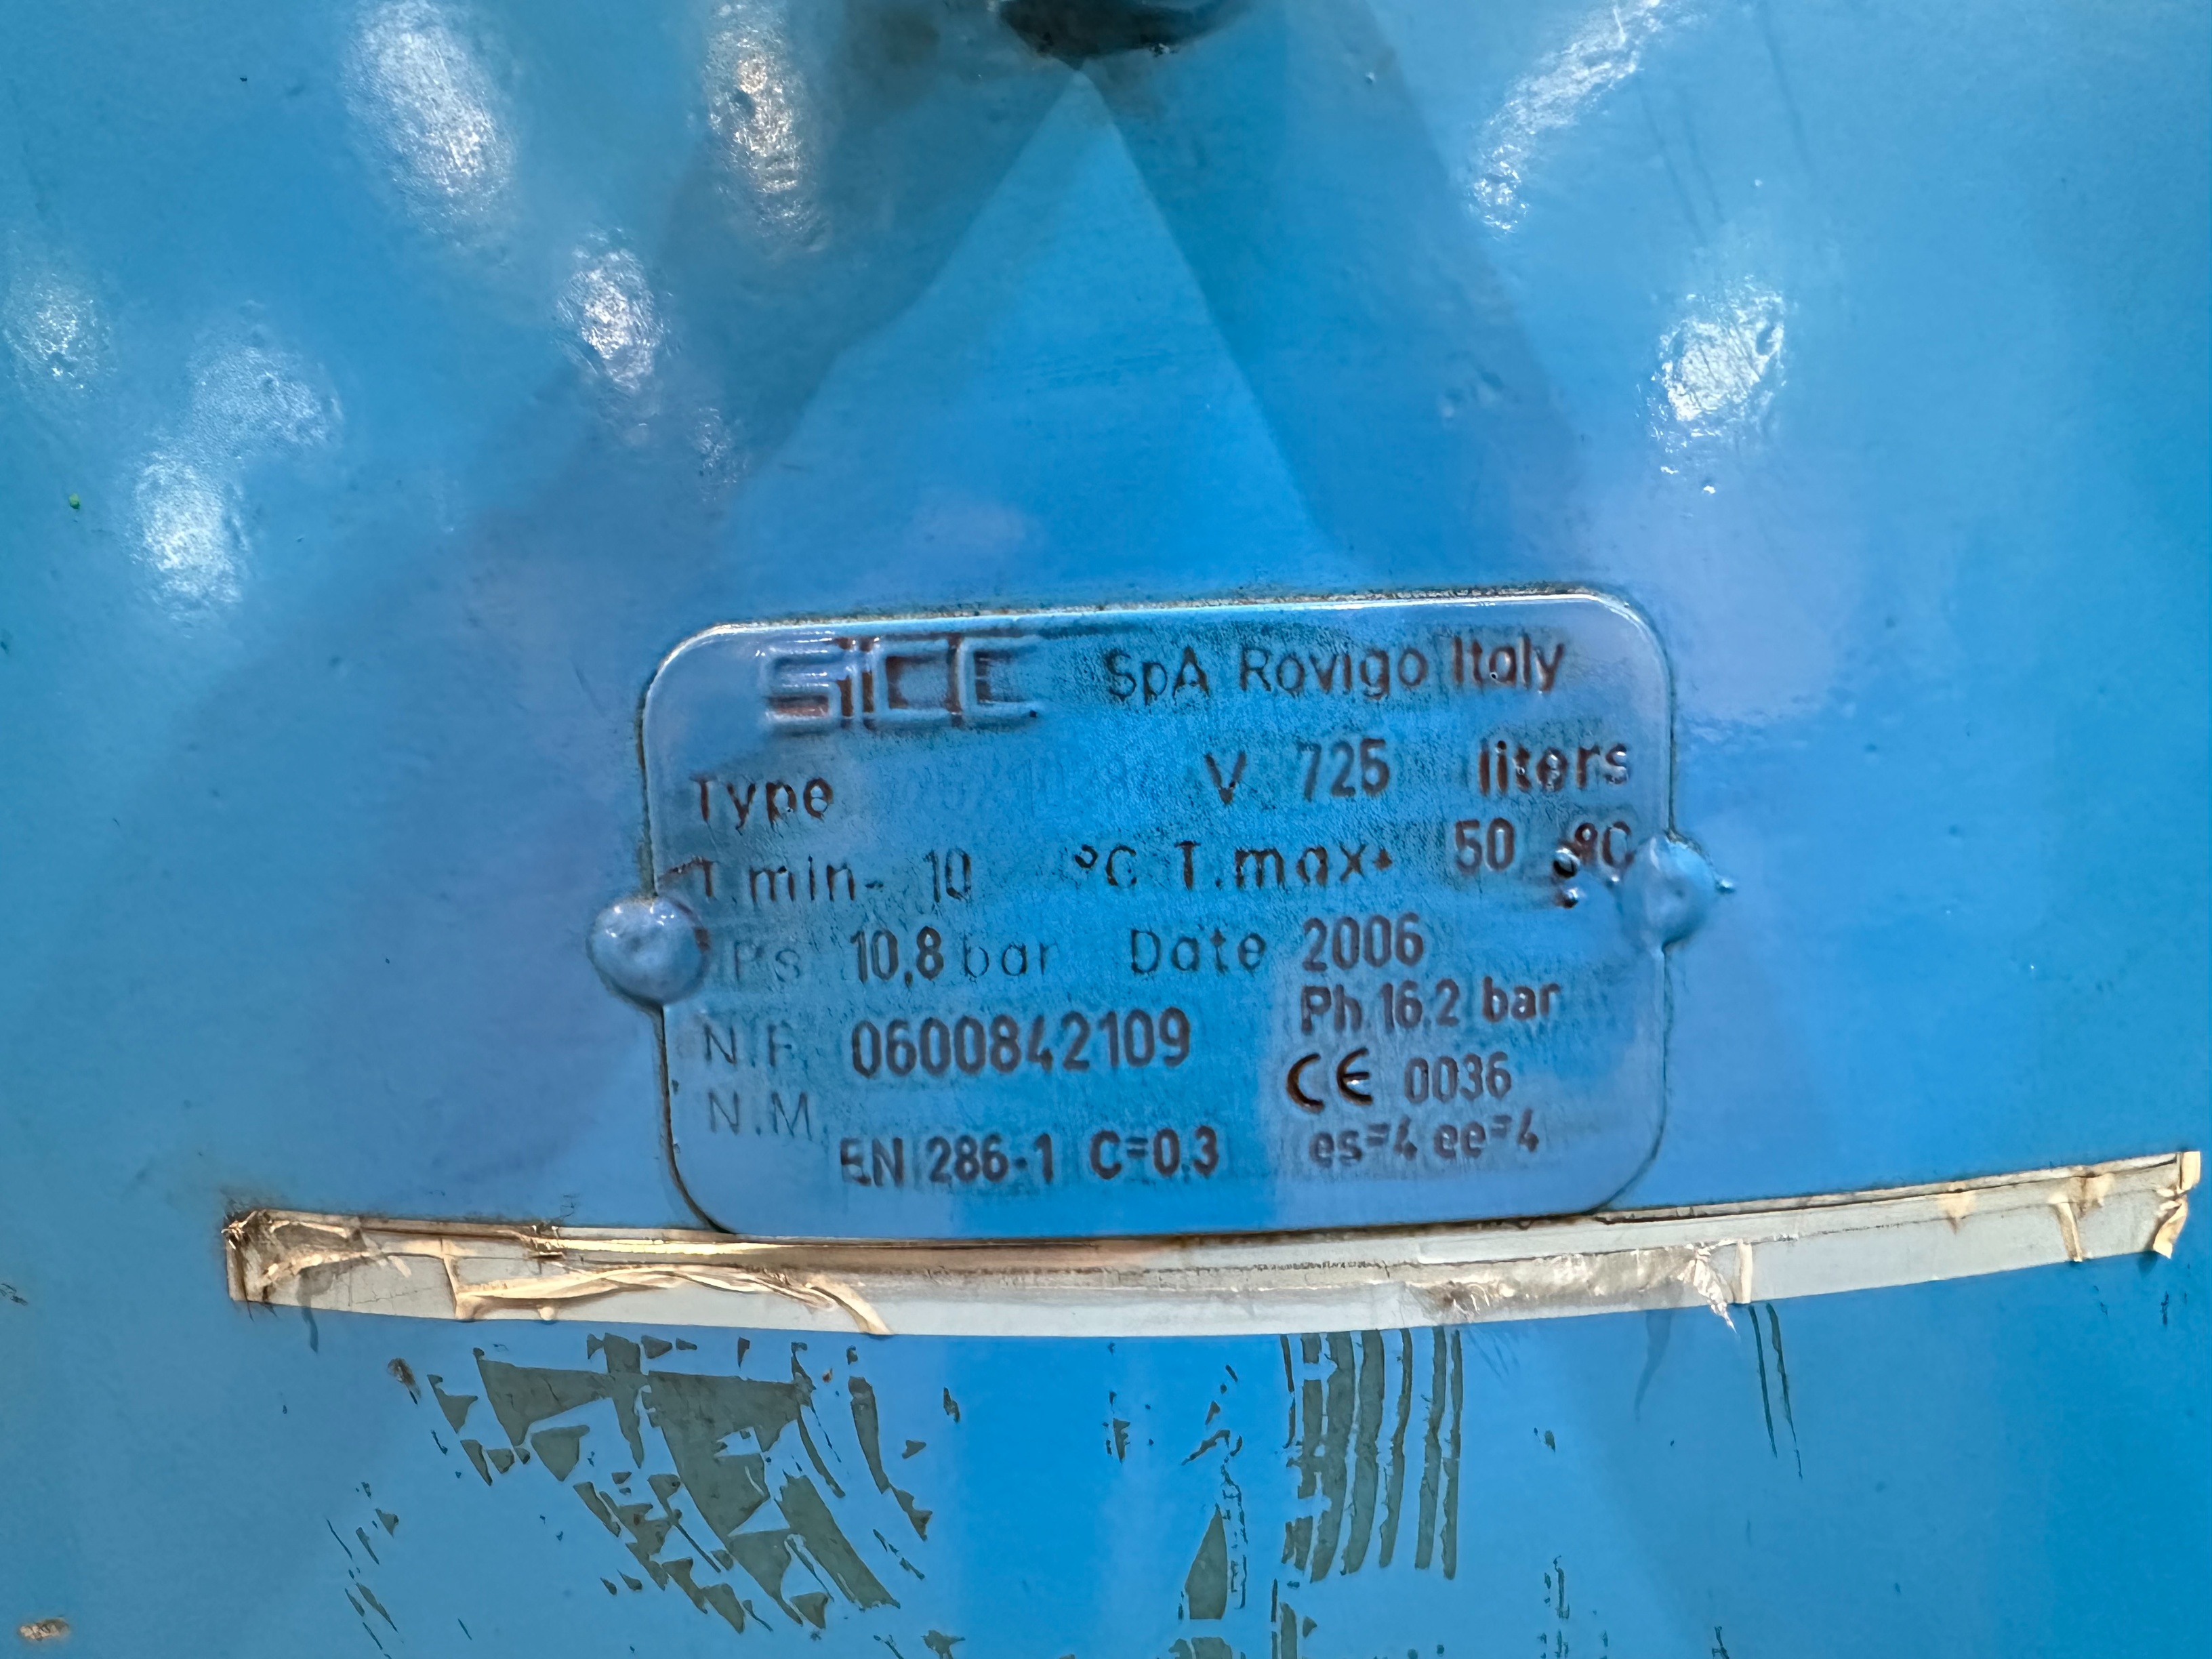 SICC SpA Rovigo Italy
Type V 725 liters
T.min- 10 °C T.max+ 50 °C
Ps 10,8 bar Date 2006
Ph 16.2 bar
N.F. 0600842109
CE 0036
N.M.
EN 286-1 C=0.3 es=4 ee=4